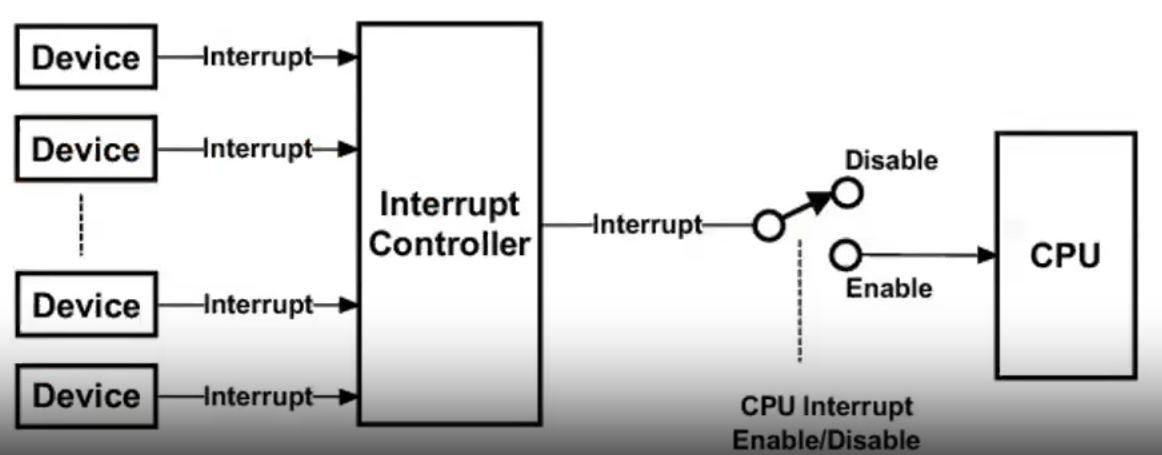 Device
Interrupt
Device
Interrupt
Interrupt
Controller
Interrupt
Disable
Enable
CPU
Device
Interrupt
Device
Interrupt
CPU Interrupt
Enable/Disable